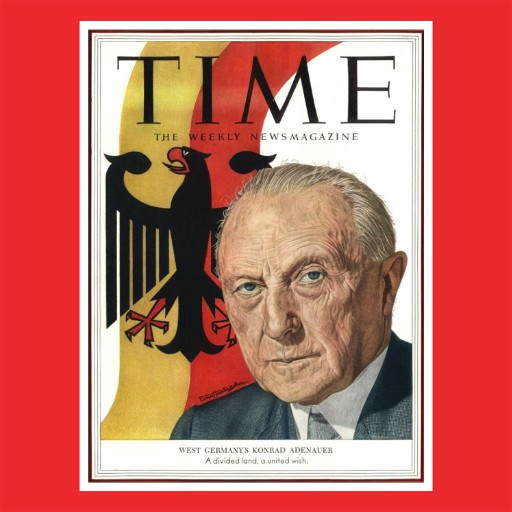 TIME
THE WEEKLY NEWSMAGAZINE
WEST GERMANY'S KONRAD ADENAUER
A divided land, a united wish.